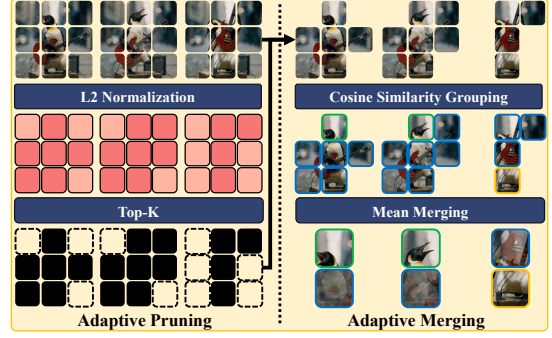 L2 Normalization
Top-K
Adaptive Pruning
Cosine Similarity Grouping
Mean Merging
Adaptive Merging